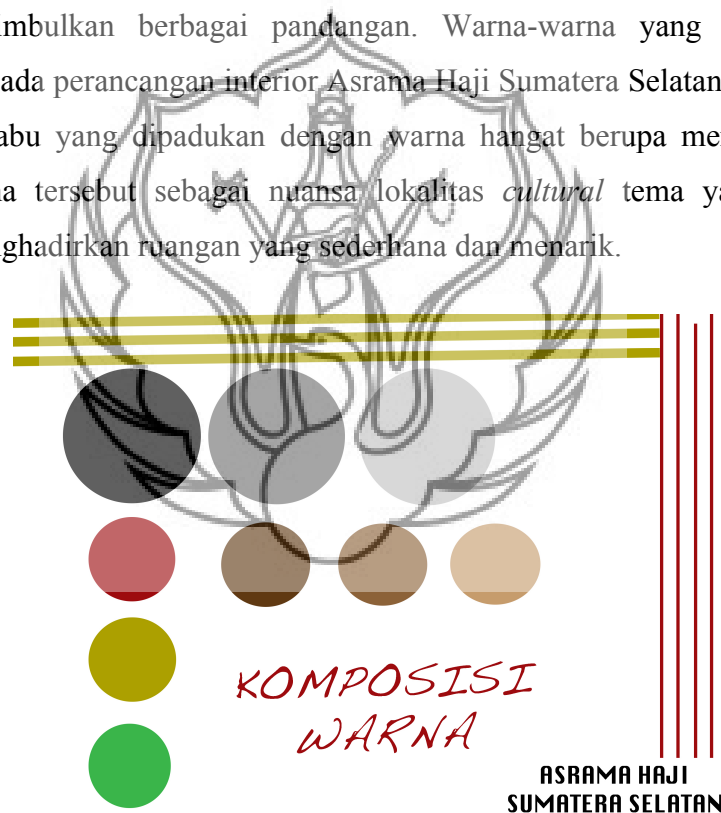 imbulkan berbagai pandangan. Warna-warna yang
ada perancangan interior Asrama Haji Sumatera Selatan
abu yang dipadukan dengan warna hangat berupa me
a tersebut sebagai nuansa lokalitas cultural tema ya
nghadirkan ruangan yang sederhana dan menarik.
KOMPOSISI
WARNA
ASRAMA HAJI
SUMATERA SELATAN